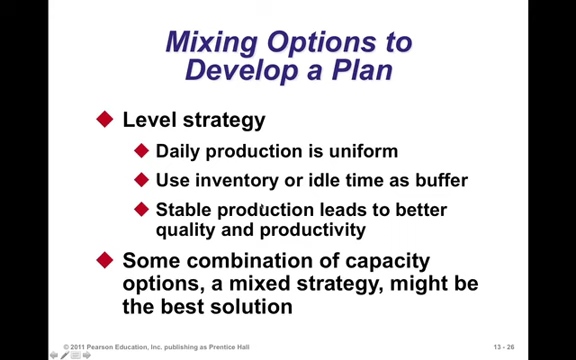 Mixing Options to
Develop a Plan
Level strategy
Daily production is uniform
Use inventory or idle time as buffer
Stable production leads to better
quality and productivity
Some combination of capacity
options, a mixed strategy, might be
the best solution
© 2011 Pearson Education, Inc. publishing as Prentice Hall
13 - 26